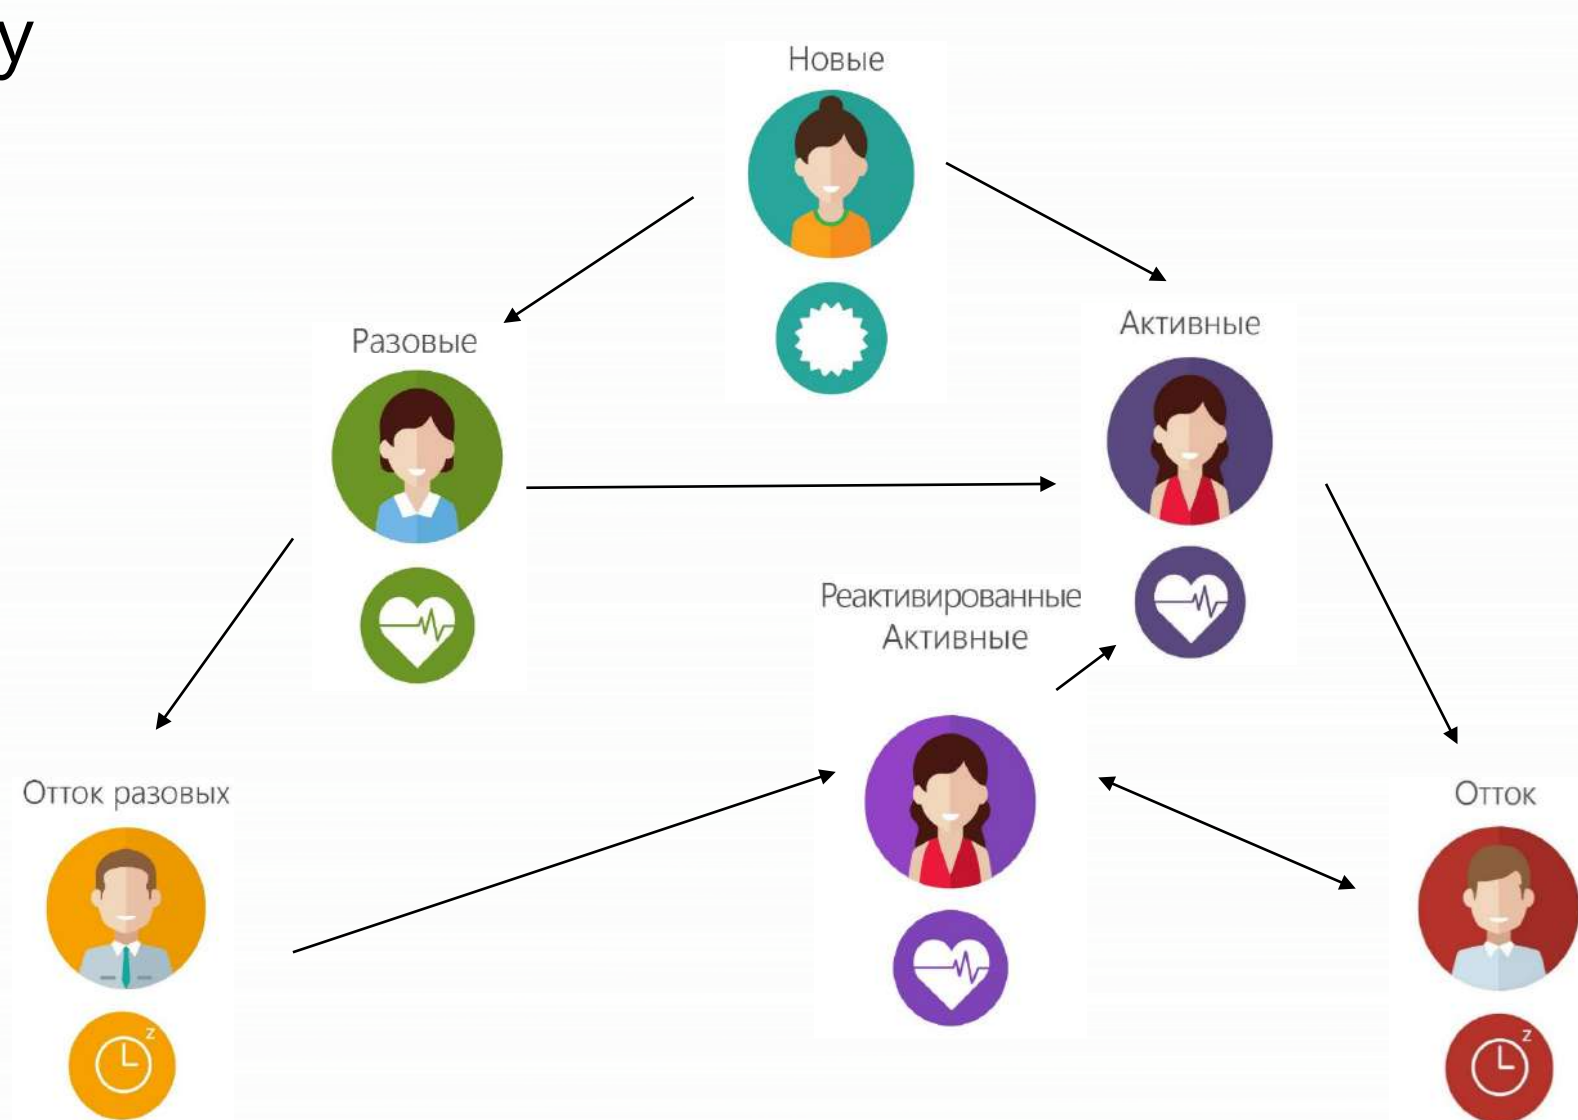 у
Новые
Разовые
Активные
Реактивированные
Активные
Отток разовых
Отток
z
z